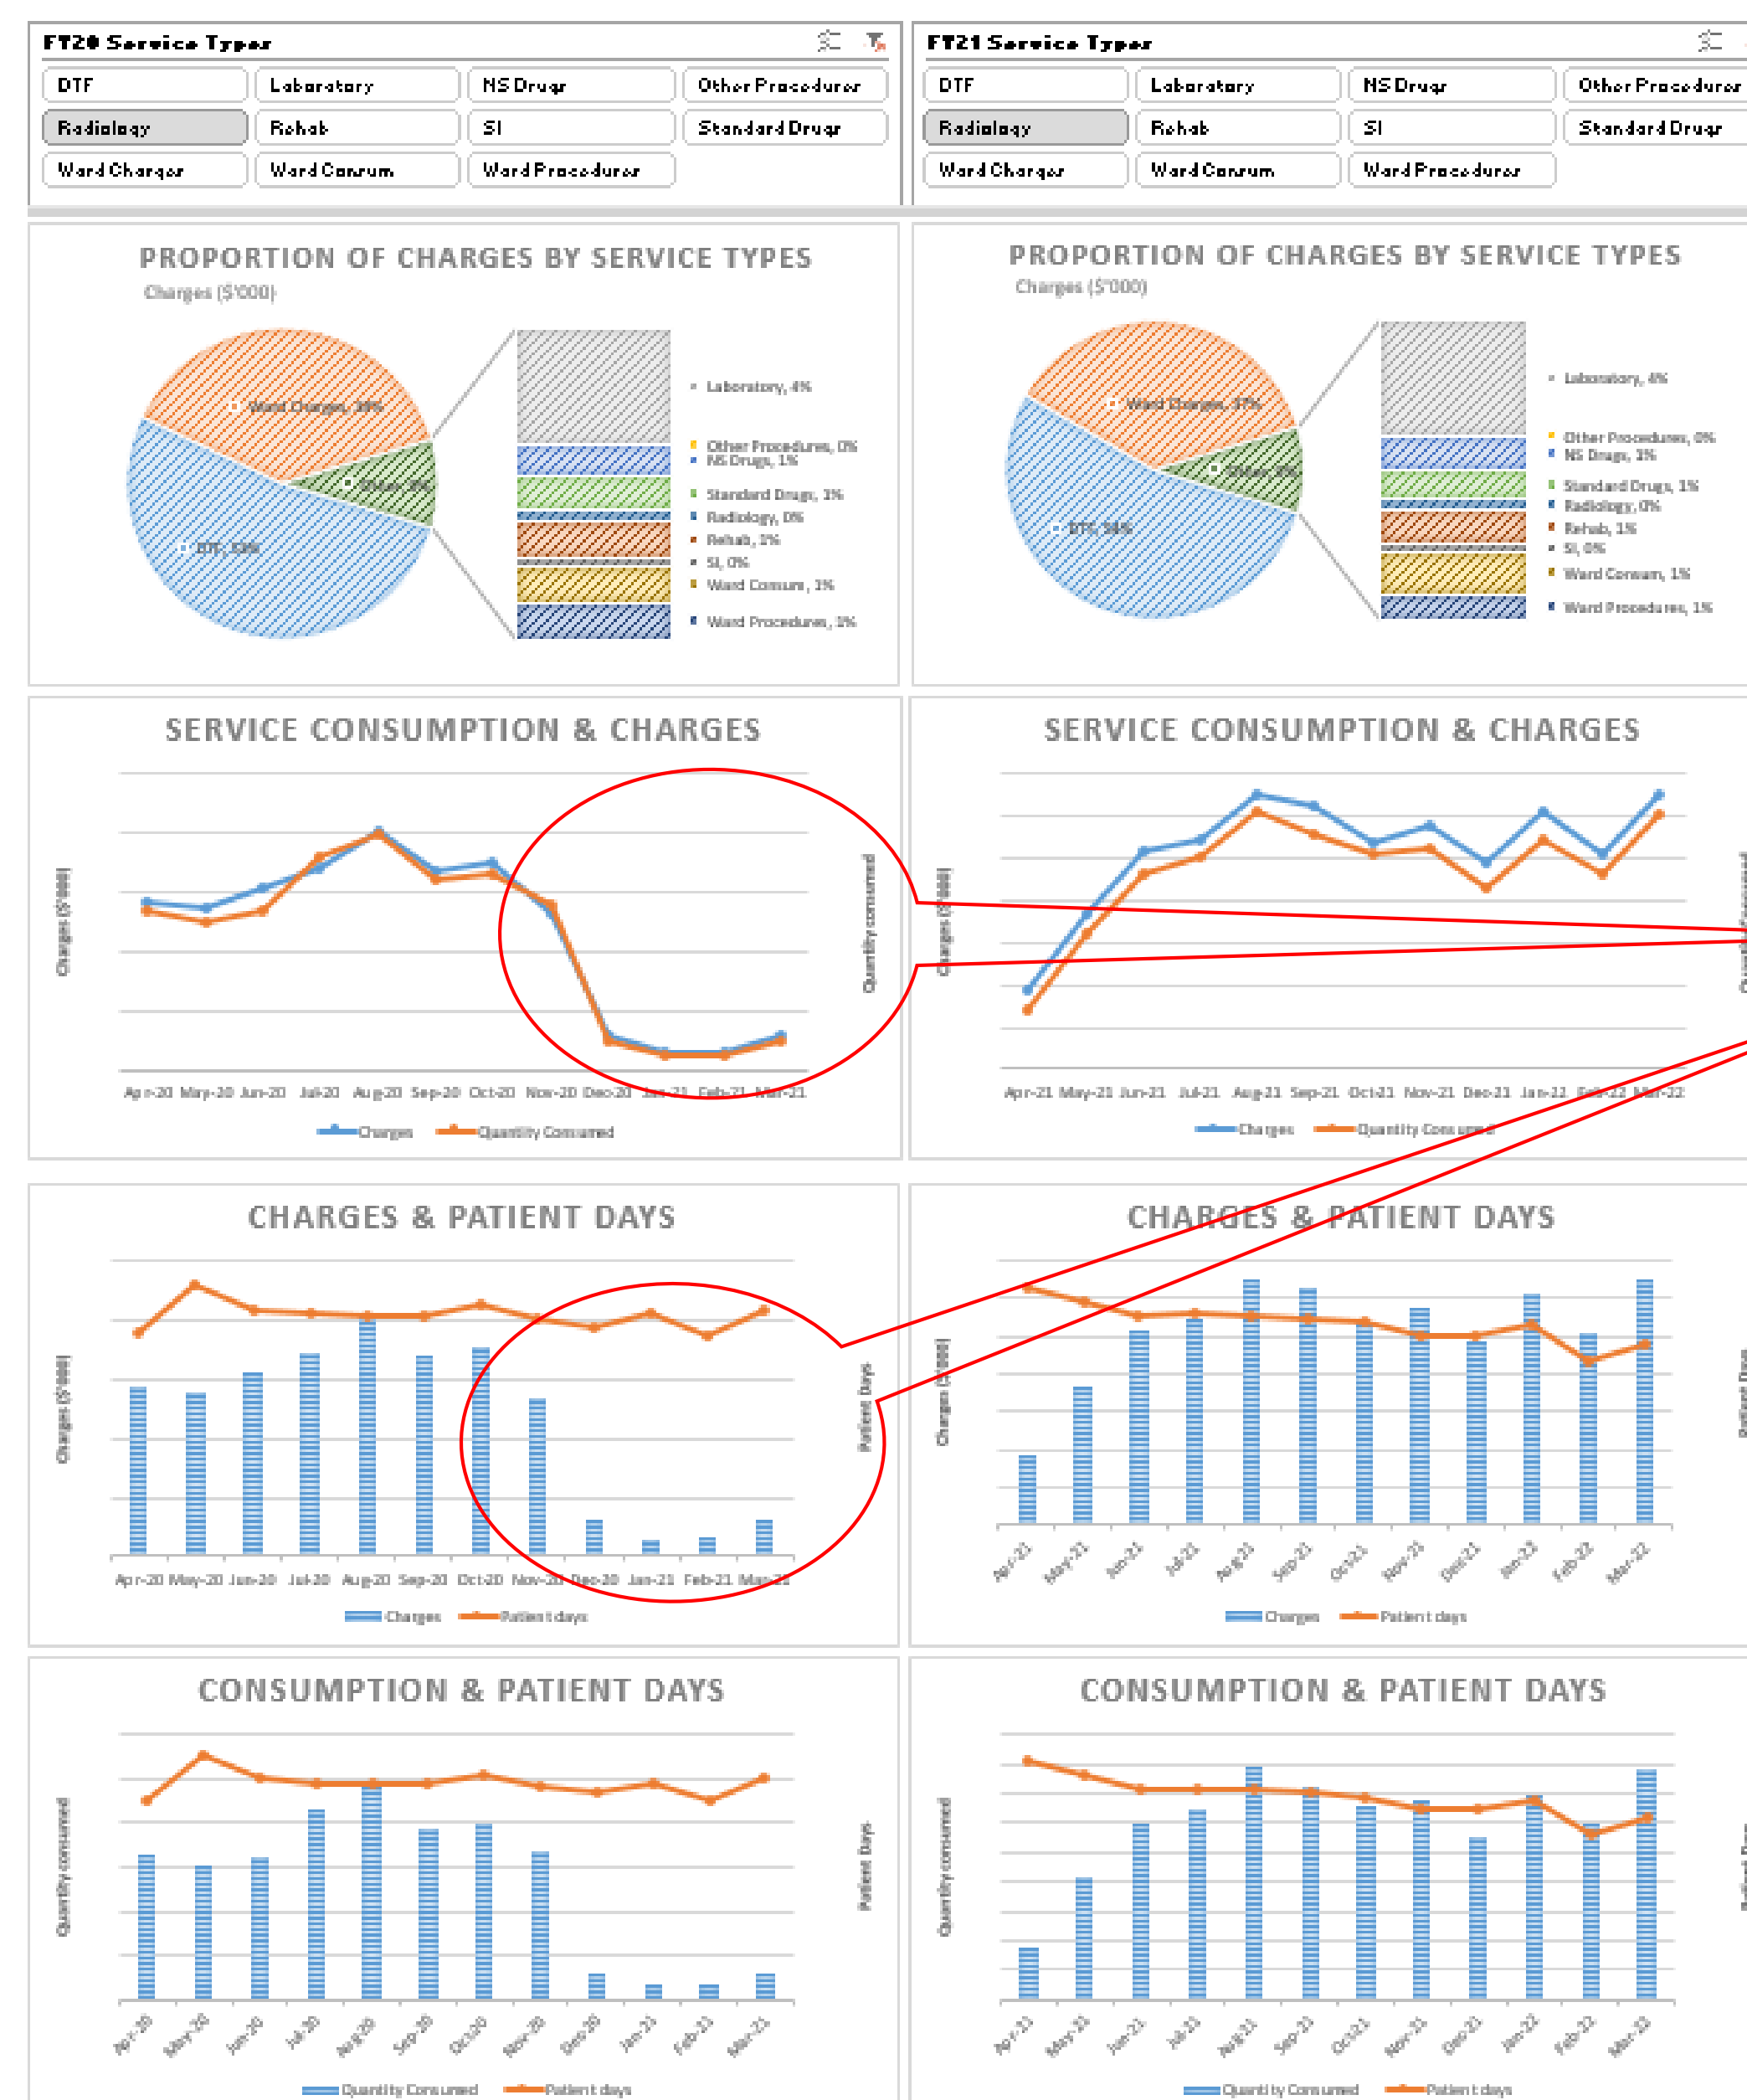 FY20 Service Types
DTF
Laboratory
NS Drugs
Other Procedures
Radiology
Rehab
SI
Standard Drugs
Ward Charges
Ward Consum
Ward Procedures
FY21 Service Types
DTF
Laboratory
NS Drugs
Other Procedures
Radiology
Rehab
SI
Standard Drugs
Ward Charges
Ward Consum
Ward Procedures
PROPORTION OF CHARGES BY SERVICE TYPES
Charges ($'000)
Ward Charges, 39%
DTF, 53%
Laboratory, 4%
Other Procedures, 0%
NS Drugs, 1%
Standard Drugs, 1%
Radiology, 0%
Rehab, 1%
SI, 0%
Ward Consum, 1%
Ward Procedures, 1%
PROPORTION OF CHARGES BY SERVICE TYPES
Charges ($'000)
Ward Charges, 37%
DTF, 54%
Laboratory, 4%
Other Procedures, 0%
NS Drugs, 1%
Standard Drugs, 1%
Radiology, 0%
Rehab, 1%
SI, 0%
Ward Consum, 1%
Ward Procedures, 1%
SERVICE CONSUMPTION & CHARGES
Charges ($'000)
Quantity consumed
Apr-20 May-20 Jun-20 Jul-20 Aug-20 Sep-20 Oct-20 Nov-20 Dec-20 Jan-21 Feb-21 Mar-21
Charges Quantity Consumed
SERVICE CONSUMPTION & CHARGES
Charges ($'000)
Apr-21 May-21 Jun-21 Jul-21 Aug-21 Sep-21 Oct-21 Nov-21 Dec-21 Jan-22 Feb-22 Mar-22
Charges Quantity Consumed
CHARGES & PATIENT DAYS
Charges ($'000)
Patient Days
Apr-20 May-20 Jun-20 Jul-20 Aug-20 Sep-20 Oct-20 Nov-20 Dec-20 Jan-21 Feb-21 Mar-21
Charges Patient days
CHARGES & PATIENT DAYS
Charges ($'000)
Patient Days
Apr-21 May-21 Jun-21 Jul-21 Aug-21 Sep-21 Oct-21 Nov-21 Dec-21 Jan-22 Feb-22 Mar-22
Charges Patient days
CONSUMPTION & PATIENT DAYS
Quantity consumed
Patient Days
Apr-20 May-20 Jun-20 Jul-20 Aug-20 Sep-20 Oct-20 Nov-20 Dec-20 Jan-21 Feb-21 Mar-21
Quantity Consumed Patient days
CONSUMPTION & PATIENT DAYS
Quantity consumed
Apr-21 May-21 Jun-21 Jul-21 Aug-21 Sep-21 Oct-21 Nov-21 Dec-21 Jan-22 Feb-22 Mar-22
Quantity Consumed Patient days